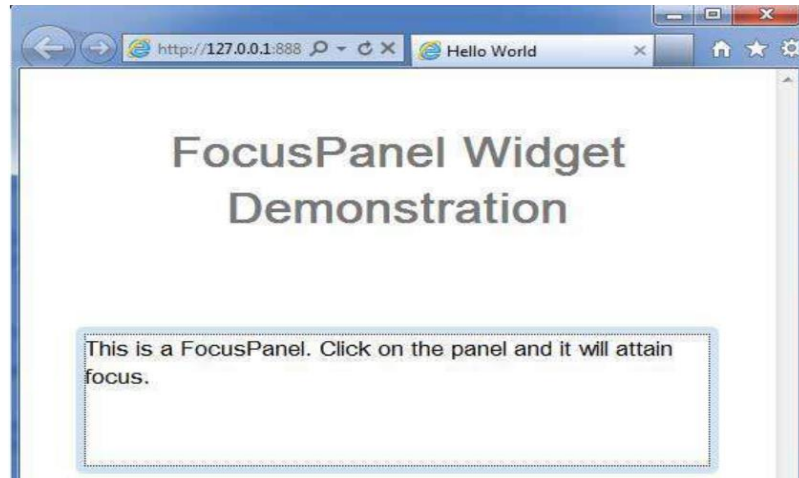 http://127.0.0.1:888
Hello World
FocusPanel Widget
Demonstration
This is a FocusPanel. Click on the panel and it will attain
focus.